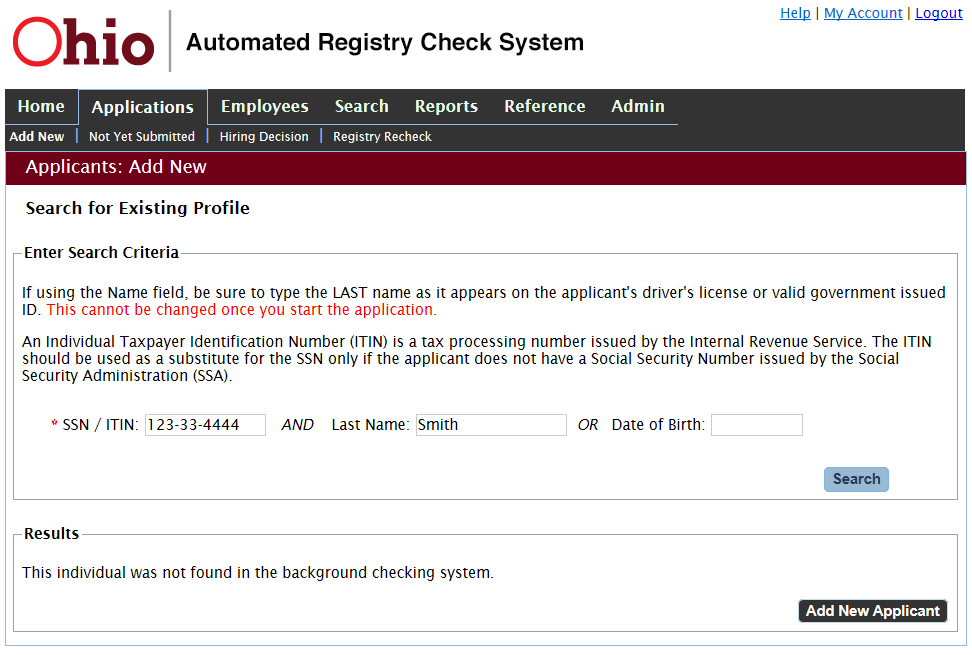 Help | My Account | Logout
Ohio Automated Registry Check System
Home Applications Employees Search Reports Reference Admin
Add New | Not Yet Submitted | Hiring Decision | Registry Recheck
Applicants: Add New
Search for Existing Profile
Enter Search Criteria
If using the Name field, be sure to type the LAST name as it appears on the applicant's driver's license or valid government issued
ID. This cannot be changed once you start the application.
An Individual Taxpayer Identification Number (ITIN) is a tax processing number issued by the Internal Revenue Service. The ITIN
should be used as a substitute for the SSN only if the applicant does not have a Social Security Number issued by the Social
Security Administration (SSA).
* SSN / ITIN: 123-33-4444 AND Last Name: Smith OR Date of Birth:
Search
Results
This individual was not found in the background checking system.
Add New Applicant